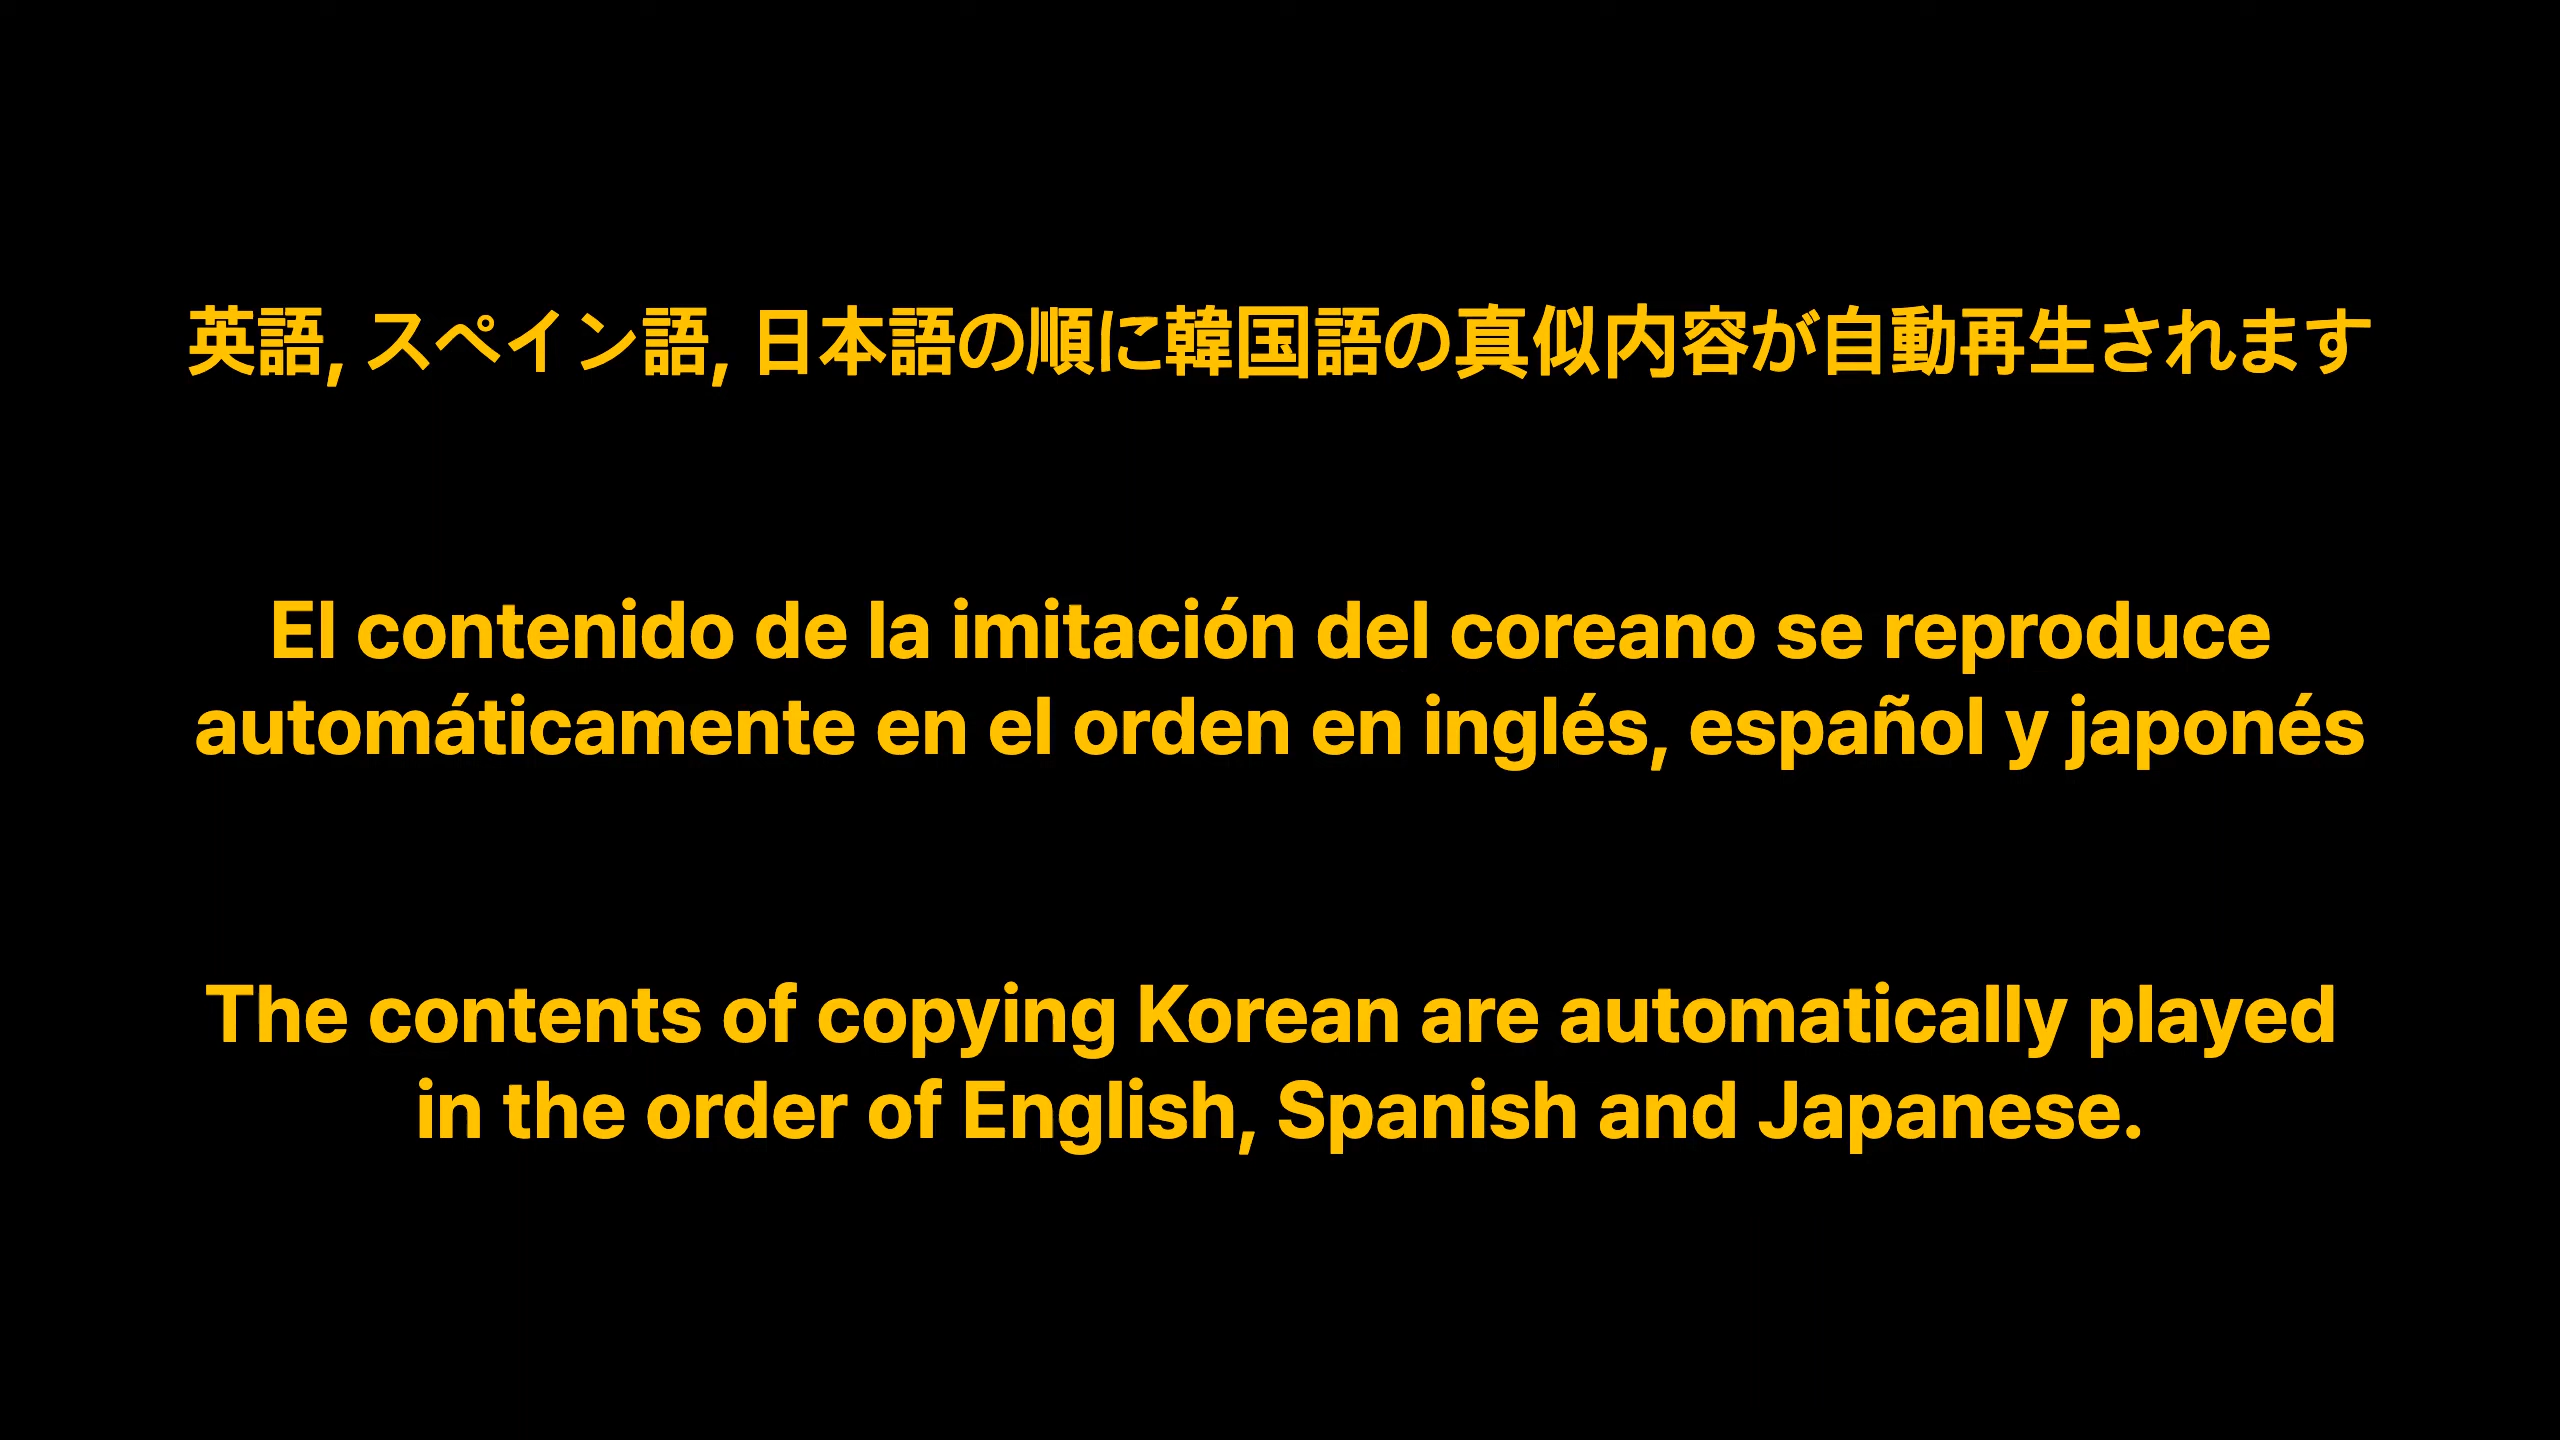 英語, スペイン語, 日本語の順に韓国語の真似内容が自動再生されます
El contenido de la imitación del coreano se reproduce
automáticamente en el orden en inglés, español y japonés
The contents of copying Korean are automatically played
in the order of English, Spanish and Japanese.